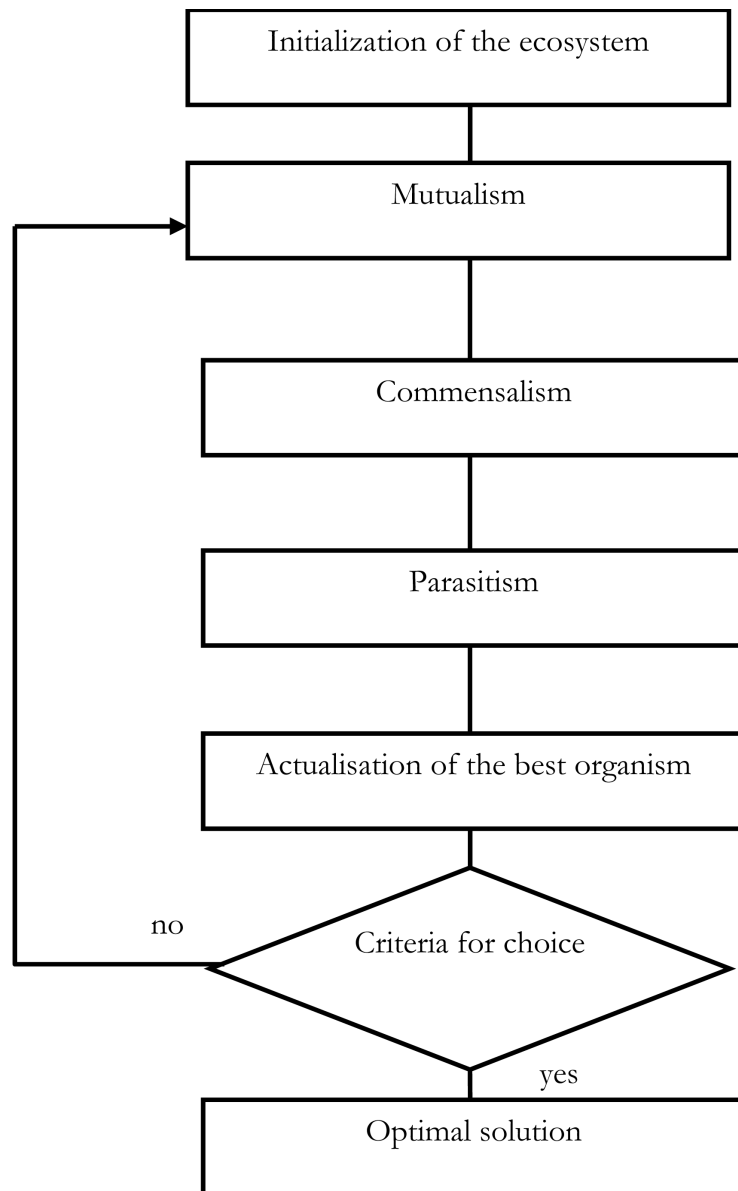 Initialization of the ecosystem
Mutualism
Commensalism
Parasitism
Actualisation of the best organism
no
Criteria for choice
yes
Optimal solution